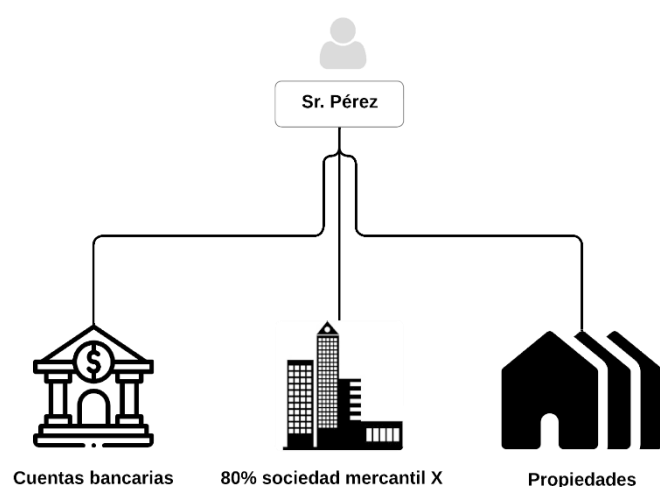 Sr. Pérez
$
Cuentas bancarias
80% sociedad mercantil X
Propiedades